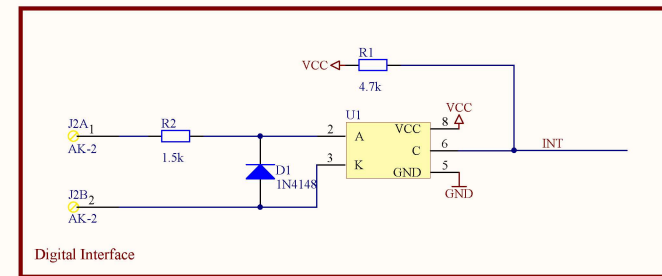 VCC
R1
4.7k
J2A 1
AK-2
R2
1.5k
U1
2 A
3 K
VCC 8
VCC
C 6
GND 5
GND
INT
D1
1N4148
J2B 2
AK-2
Digital Interface